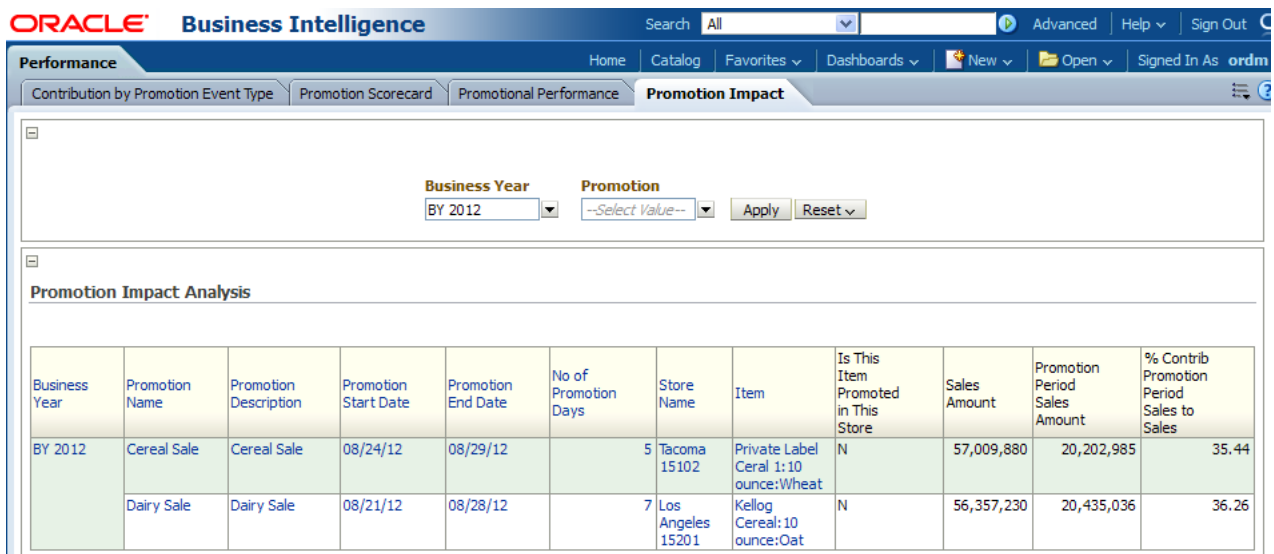 ORACLE Business Intelligence Search All Advanced Help Sign Out
Performance Home Catalog Favorites Dashboards New Open Signed In As ordm
Contribution by Promotion Event Type Promotion Scorecard Promotional Performance Promotion Impact
Business Year Promotion
BY 2012 --Select Value-- Apply Reset
Promotion Impact Analysis
Business Year Promotion Name Promotion Description Promotion Start Date Promotion End Date No of Promotion Days Store Name Item Is This Item Promoted in This Store Sales Amount Promotion Period Sales Amount % Contrib Promotion Period Sales to Sales
BY 2012 Cereal Sale Cereal Sale 08/24/12 08/29/12 5 Tacoma 15102 Private Label Ceral 1:10 ounce:Wheat N 57,009,880 20,202,985 35.44
Dairy Sale Dairy Sale 08/21/12 08/28/12 7 Los Angeles 15201 Kellog Cereal:10 ounce:Oat N 56,357,230 20,435,036 36.26